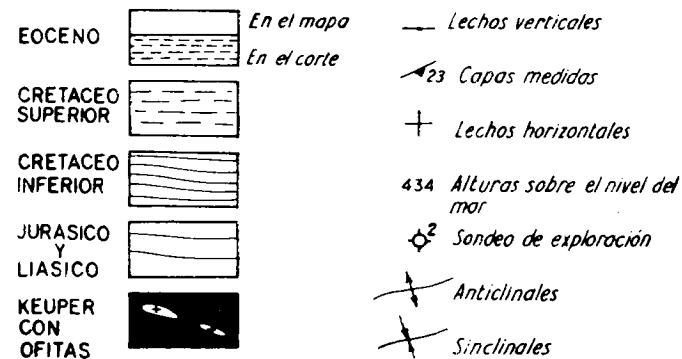 EOCENO
En el mapa
En el corte
CRETACEO
SUPERIOR
CRETACEO
INFERIOR
JURASICO
Y
LIASICO
KEUPER
CON
OFITAS
Lechos verticales
23 Capas medidas
Lechos horizontales
434 Alturas sobre el nivel del
mar
2 Sondeo de exploración
Anticlinales
Sinclinales